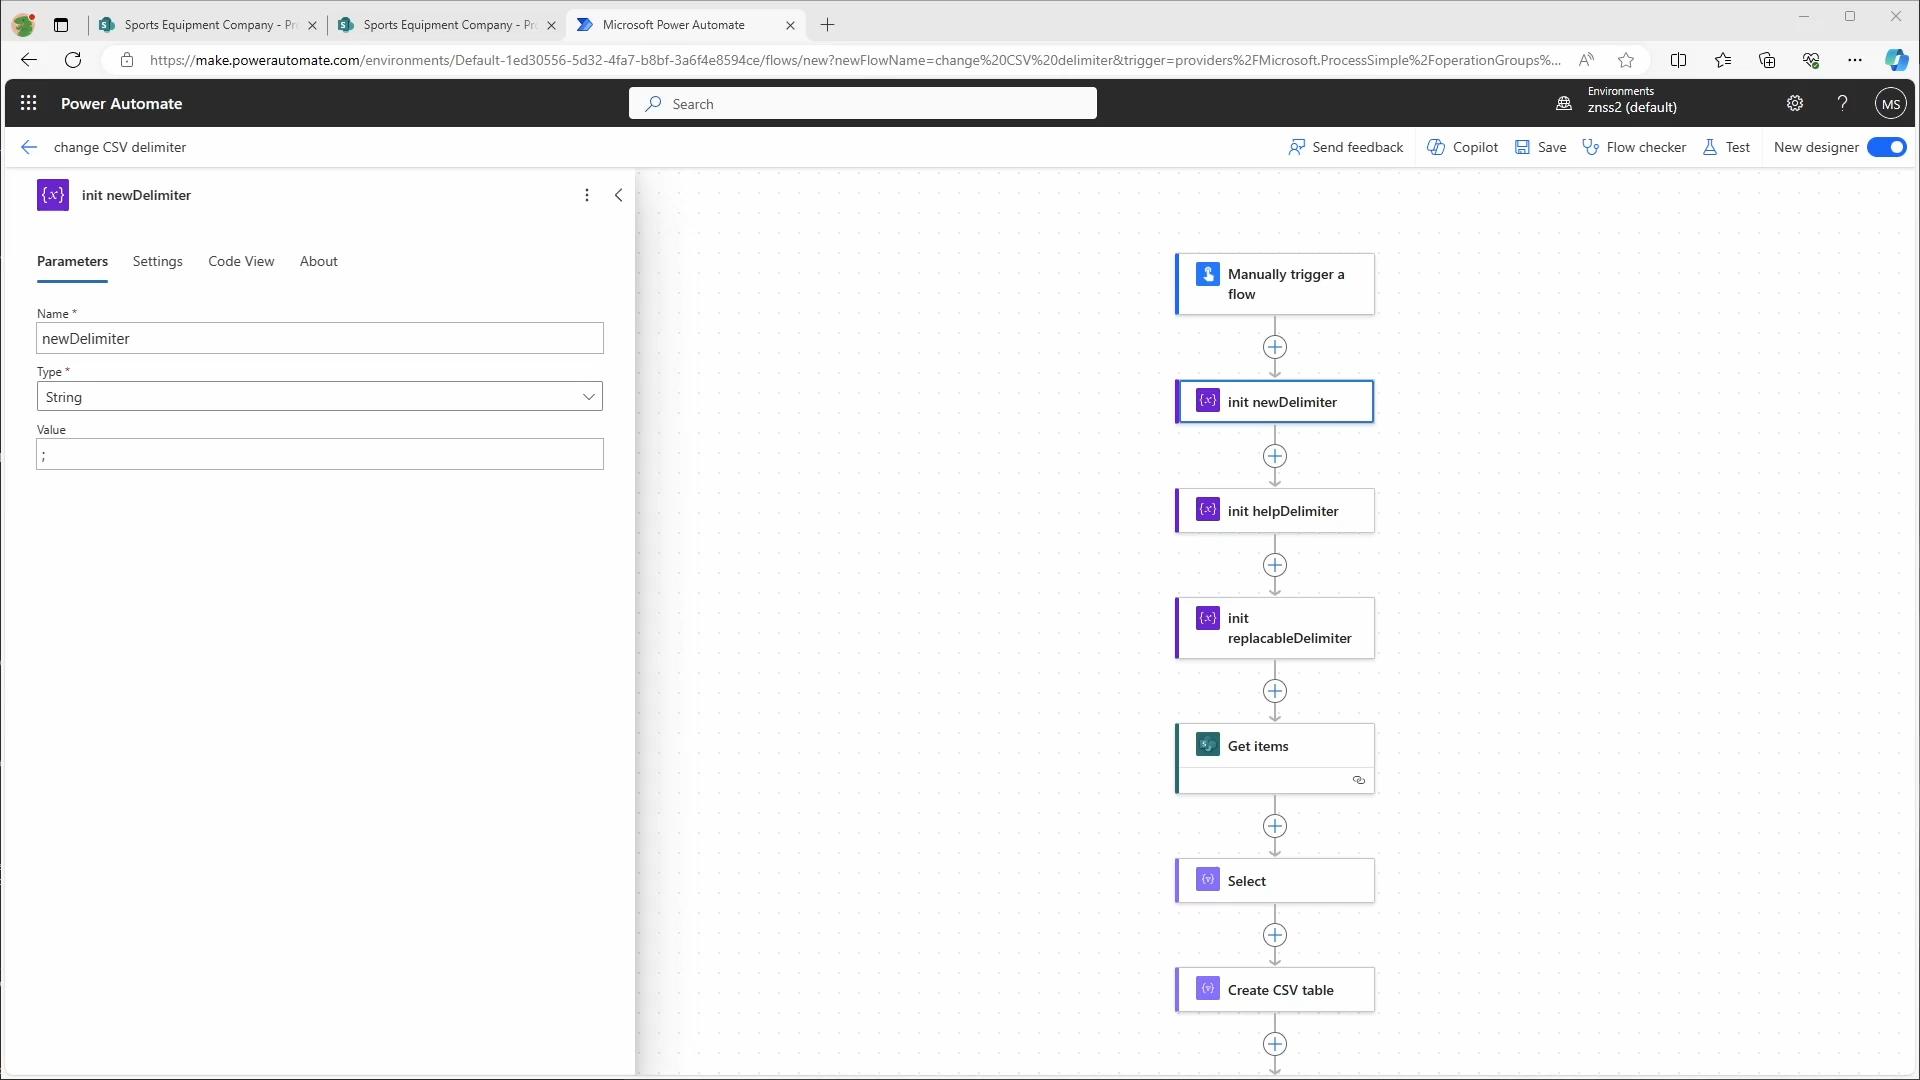 Sports Equipment Company - Pr
Sports Equipment Company - Pr
Microsoft Power Automate
https://make.powerautomate.com/environments/Default-1ed30556-5d32-4fa7-b8bf-3a6f4e8594ce/flows/new?newFlowName=change%20CSV%20delimiter&trigger=providers%2FMicrosoft.ProcessSimple%2FoperationGroups%...
Power Automate
Search
Environments
znss2 (default)
?
MS
change CSV delimiter
Send feedback
Copilot
Save
Flow checker
Test
New designer
{x}
init newDelimiter
Parameters
Settings
Code View
About
Name *
newDelimiter
Type *
String
Value
;
Manually trigger a
flow
{x}
init newDelimiter
{x}
init helpDelimiter
{x}
init
replacableDelimiter
Get items
Select
Create CSV table